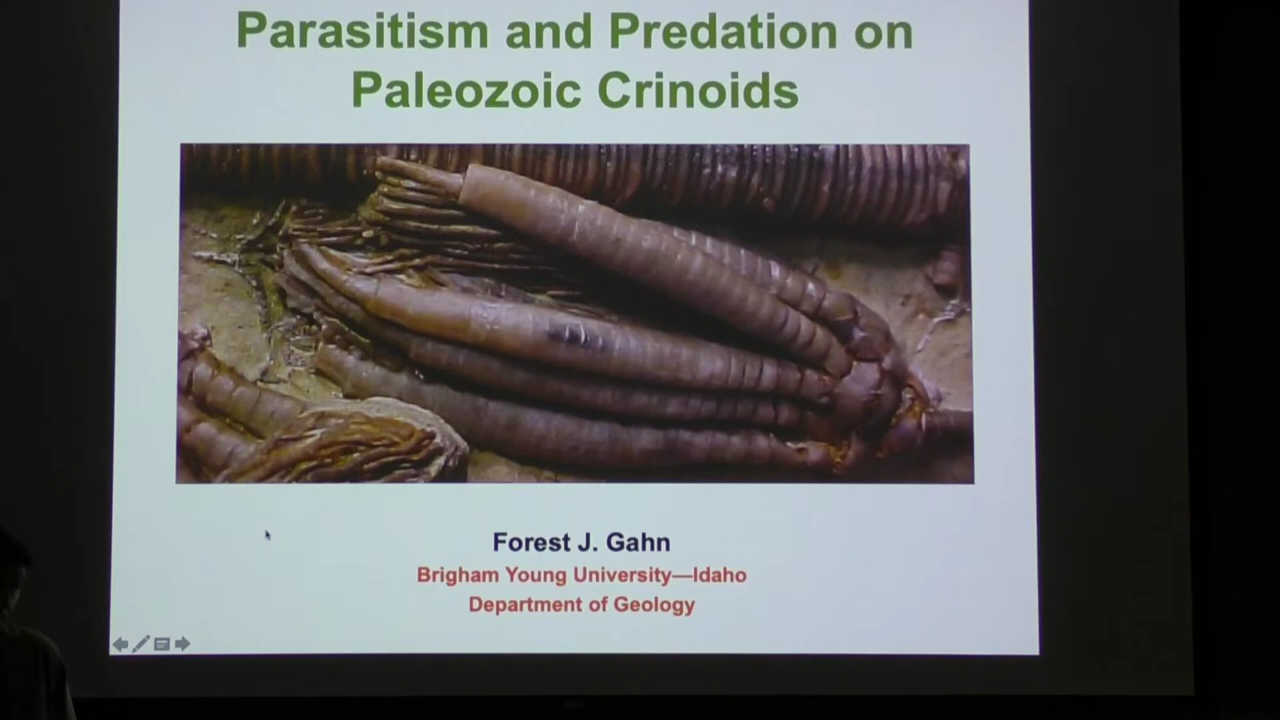 Parasitism and Predation on
Paleozoic Crinoids
Forest J. Gahn
Brigham Young University—Idaho
Department of Geology